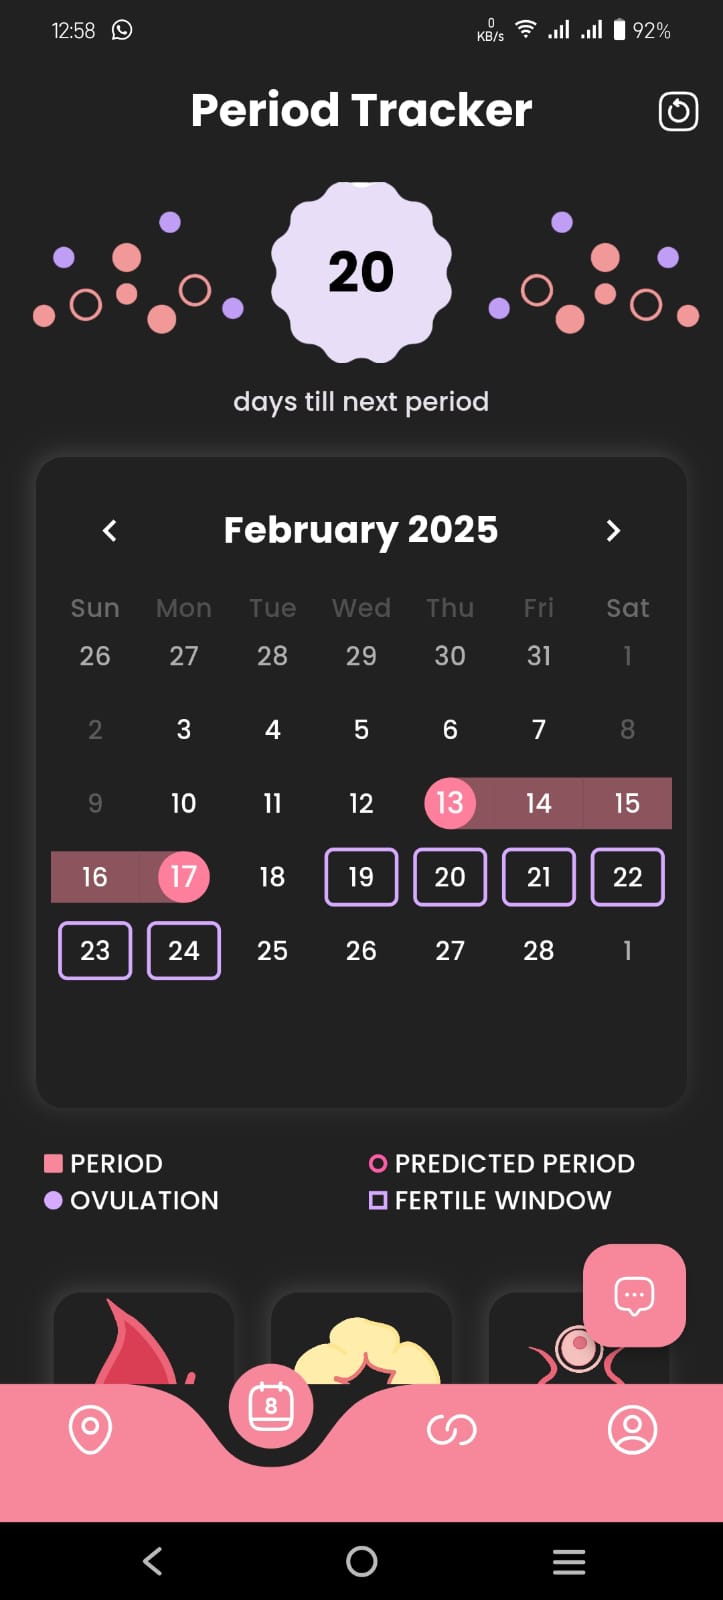 12:58 0 KB/s 92%
Period Tracker
20
days till next period
February 2025
Sun Mon Tue Wed Thu Fri Sat
26 27 28 29 30 31 1
2 3 4 5 6 7 8
9 10 11 12 13 14 15
16 17 18 19 20 21 22
23 24 25 26 27 28 1
PERIOD PREDICTED PERIOD
OVULATION FERTILE WINDOW
8